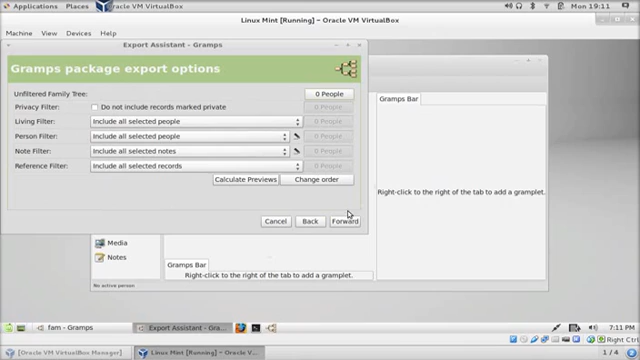 Applications Places Oracle VM VirtualBox Mon 19:11
Linux Mint [Running] - Oracle VM VirtualBox
Machine View Devices Help
Export Assistant - Gramps
Gramps package export options
Unfiltered Family Tree: 0 People
Privacy Filter: Do not include records marked private 0 People
Living Filter: Include all selected people 0 People
Person Filter: Include all selected people 0 People
Note Filter: Include all selected notes 0 People
Reference Filter: Include all selected records 0 People
Calculate Previews Change order
Cancel Back Forward
Gramps Bar
Right-click to the right of the tab to add a gramplet.
Media
Notes
Gramps Bar
Right-click to the right of the tab to add a gramplet.
No active person
fam - Gramps Export Assistant - Gra... 7:11 PM
Right Ctrl
[Oracle VM VirtualBox Manager] Linux Mint [Running] - Oracle V... 1 / 4